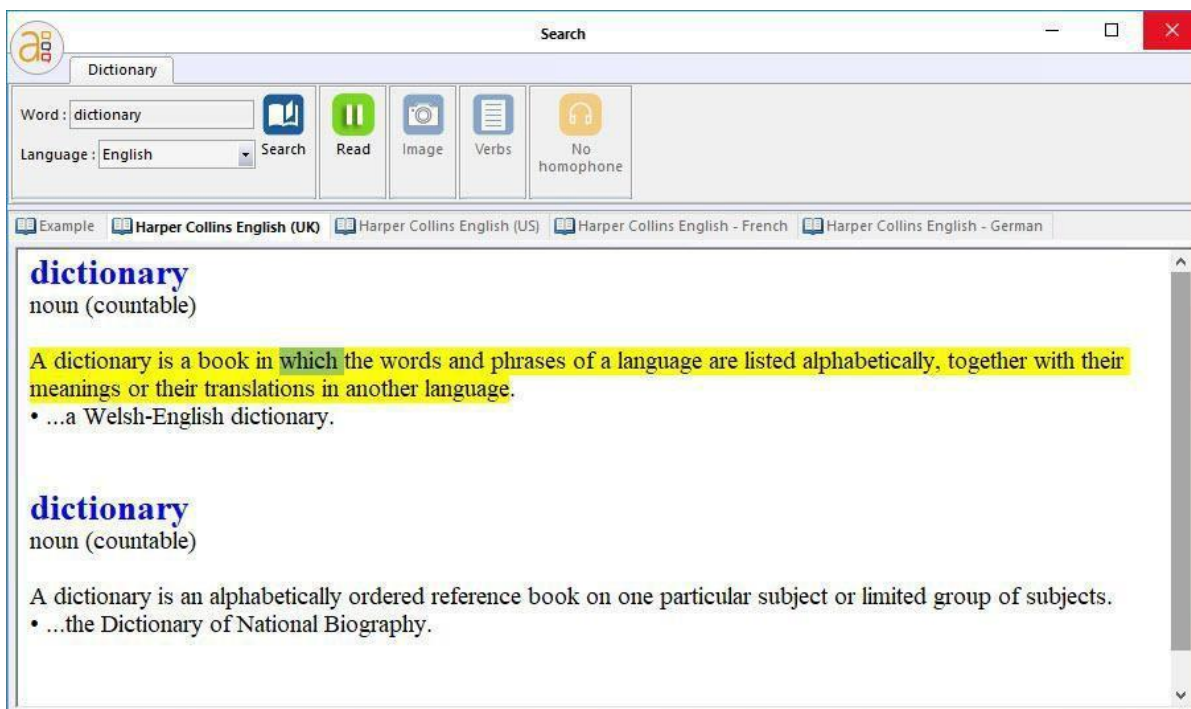 Search
Dictionary
Word : dictionary
Language : English
Search
Read
Image
Verbs
No
homophone
Example Harper Collins English (UK) Harper Collins English (US) Harper Collins English - French Harper Collins English - German
dictionary
noun (countable)
A dictionary is a book in which the words and phrases of a language are listed alphabetically, together with their
meanings or their translations in another language.
• ...a Welsh-English dictionary.
dictionary
noun (countable)
A dictionary is an alphabetically ordered reference book on one particular subject or limited group of subjects.
• ...the Dictionary of National Biography.